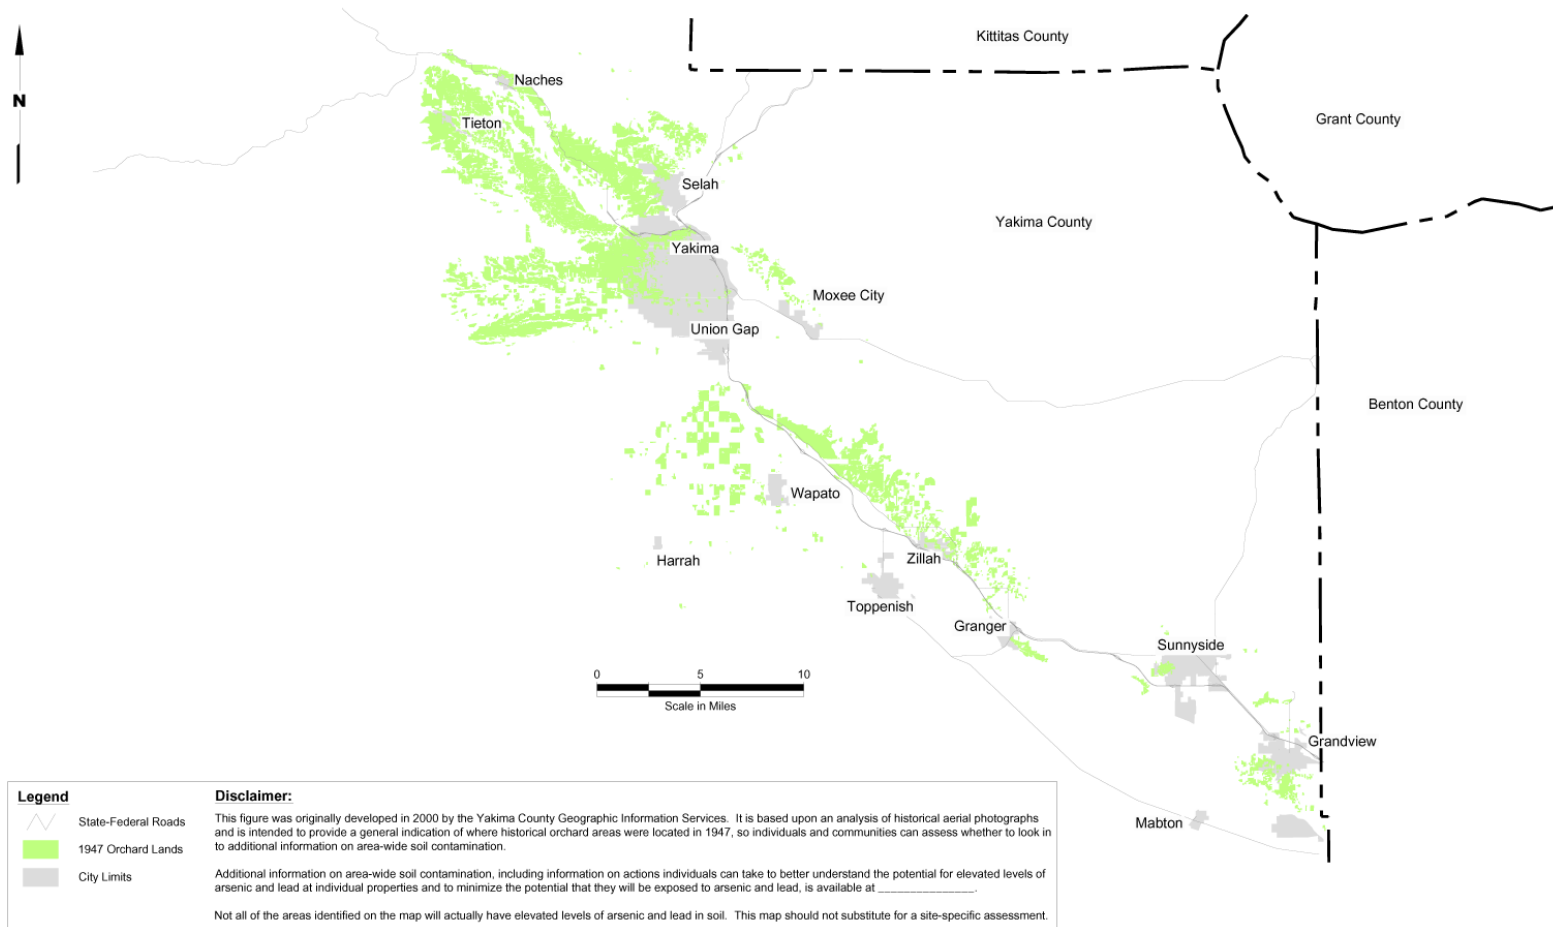 Kittitas County
Naches
N
Grant County
Tieton
Selah
Yakima County
Yakima
Moxee City
Union Gap
Benton County
Wapato
Harrah
Zillah
Toppenish
Granger
Sunnyside
0 5 10
Scale in Miles
Grandview
Mabton
Legend
State-Federal Roads
1947 Orchard Lands
City Limits
Disclaimer:
This figure was originally developed in 2000 by the Yakima County Geographic Information Services. It is based upon an analysis of historical aerial photographs
and is intended to provide a general indication of where historical orchard areas were located in 1947, so individuals and communities can assess whether to look in
to additional information on area-wide soil contamination.
Additional information on area-wide soil contamination, including information on actions individuals can take to better understand the potential for elevated levels of
arsenic and lead at individual properties and to minimize the potential that they will be exposed to arsenic and lead, is available at _______________.
Not all of the areas identified on the map will actually have elevated levels of arsenic and lead in soil. This map should not substitute for a site-specific assessment.